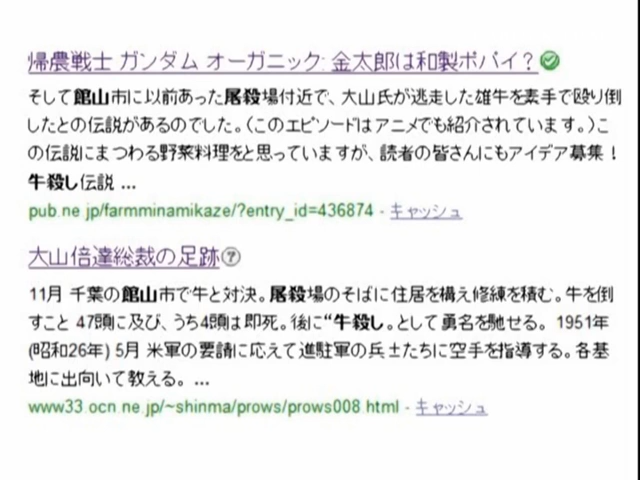 帰農戦士 ガンダム オーガニック: 金太郎は和製ポパイ？
そして館山市に以前あった屠殺場付近で、大山氏が逃走した雄牛を素手で殴り倒
したとの伝説があるのでした。（このエピソードはアニメでも紹介されています。）こ
の伝説にまつわる野菜料理をと思っていますが、読者の皆さんにもアイデア募集！
牛殺し伝説 ...
pub.ne.jp/farmminamikaze/?entry_id=436874 - キャッシュ
大山倍達総裁の足跡
11月 千葉の館山市で牛と対決。屠殺場のそばに住居を構え修練を積む。牛を倒
すこと 47頭に及び、うち4頭は即死。後に“牛殺し。として勇名を馳せる。 1951年
(昭和26年) 5月 米軍の要請に応えて進駐軍の兵士たちに空手を指導する。各基
地に出向いて教える。 ...
www33.ocn.ne.jp/~shinma/prows/prows008.html - キャッシュ